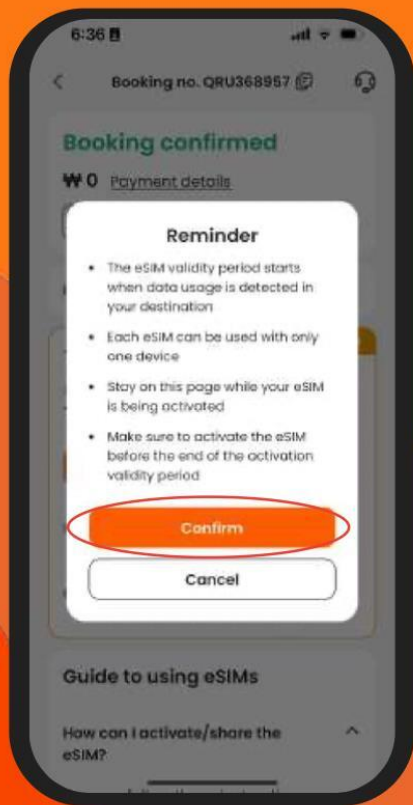 6:36
Booking no. QRU368957
Booking confirmed
₩ 0 Payment details
Reminder
• The eSIM validity period starts
when data usage is detected in
your destination
• Each eSIM can be used with only
one device
• Stay on this page while your eSIM
is being activated
• Make sure to activate the eSIM
before the end of the activation
validity period
Confirm
Cancel
Guide to using eSIMs
How can I activate/share the
eSIM?